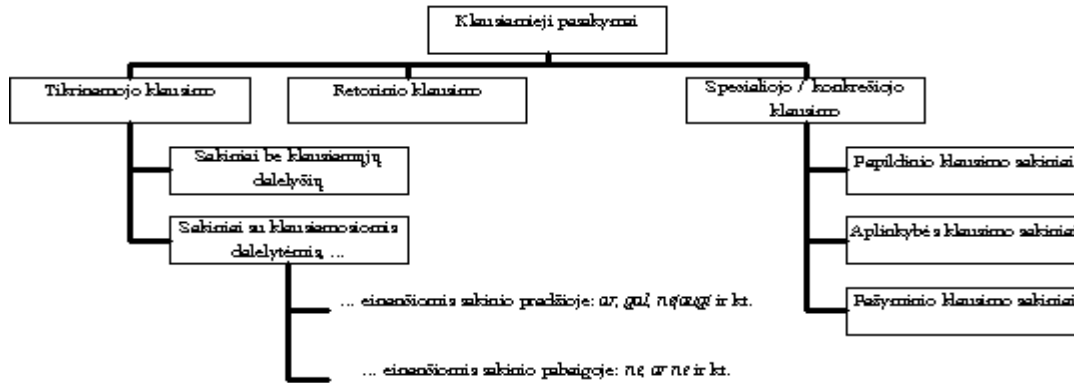 Klausiamieji pasakymai
Tikrinamojo klausimo
Retorinio klausimo
Specialiojo / konkrečiojo
klausimo
Sakiniai be klausiamųjų
dalelyčių
Sakiniai su klausiamosiomis
dalelytėmis, ...
... einančiomis sakinio pradžioje: ar, gal, nejaugi ir kt.
... einančiomis sakinio pabaigoje: ne, ar ne ir kt.
Papildinio klausimo sakiniai
Aplinkybės klausimo sakiniai
Pažyminio klausimo sakiniai